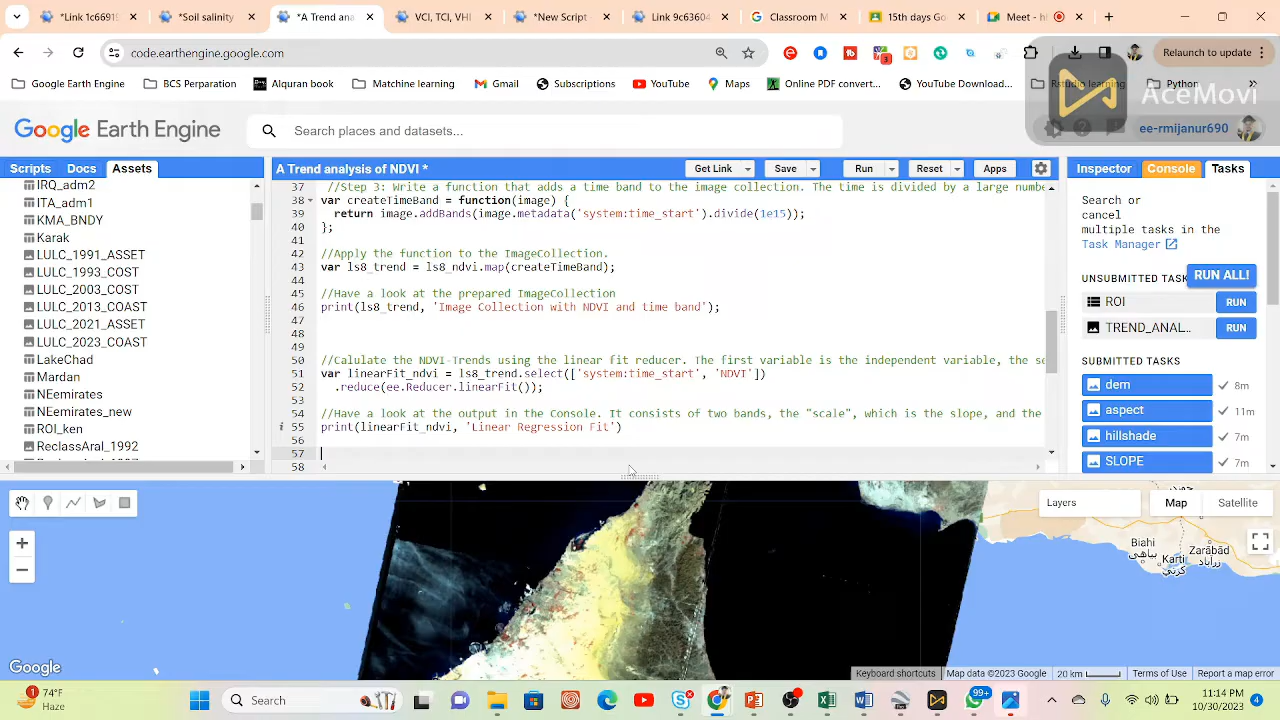 *Link 1c66919
*Soil salinity
*A Trend ana
VCI, TCI, VHI
*New Script
Link 9c63604
Classroom M
15th days Go
Meet - hl
code.earthengine.google.com
Relaunch to update
Google Earth Engine
BCS Perparation
Alquran book
Matchine learning
Gmail
Subscriptions
YouTube
Maps
Online PDF convert...
YouTube Download...
Rstudio learning
Python
AceMovi
Google Earth Engine
Search places and datasets...
ee-rmijanur690
Scripts
Docs
Assets
A Trend analysis of NDVI *
Get Link
Save
Run
Reset
Apps
Inspector
Console
Tasks
IRQ_adm2
ITA_adm1
KMA_BNDY
Karak
LULC_1991_ASSET
LULC_1993_COST
LULC_2003_COST
LULC_2013_COAST
LULC_2021_ASSET
LULC_2023_COAST
LakeChad
Mardan
NEemirates
NEemirates_new
ROI_ken
ReclassAral_1992
37 //Step 3: Write a function that adds a time band to the image collection. The time is divided by a large numbe
38 var createTimeBand = function(image) {
39 return image.addBands(image.metadata('system:time_start').divide(1e15));
40 };
41
42 //Apply the function to the ImageCollection.
43 var ls8_trend = ls8_ndvi.map(createTimeBand);
44
45 //Have a look at the prepared ImageCollection
46 print(ls8_trend, 'Image Collection with NDVI and time band');
47
48
49
50 //Calulate the NDVI-Trends using the linear fit reducer. The first variable is the independent variable, the se
51 var linearFit_ndvi = ls8_trend.select(['system:time_start', 'NDVI'])
52 .reduce(ee.Reducer.linearFit());
53
54 //Have a look at the output in the Console. It consists of two bands, the "scale", which is the slope, and the
i 55 print(linearFit_ndvi, 'Linear Regression Fit')
56
57
58
Search or
cancel
multiple tasks in the
Task Manager
UNSUBMITTED TASK
RUN ALL!
ROI
RUN
TREND_ANAL...
RUN
SUBMITTED TASKS
dem
8m
aspect
11m
hillshade
7m
SLOPE
7m
Layers
Map
Satellite
Biahi
Zarābād
Google
Keyboard shortcuts
Map data ©2023 Google
20 km
Terms of Use
Report a map error
74°F
Haze
Search
99+
11:14 PM
10/30/2023
4